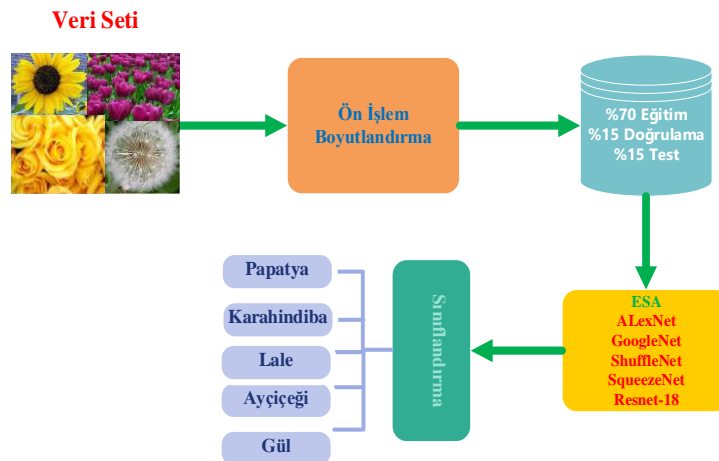 Veri Seti
Ön İşlem
Boyutlandırma
%70 Eğitim
%15 Doğrulama
%15 Test
ESA
ALexNet
GoogleNet
ShuffleNet
SqueezeNet
Resnet-18
Sınıflandırma
Papatya
Karahindiba
Lale
Ayçiçeği
Gül